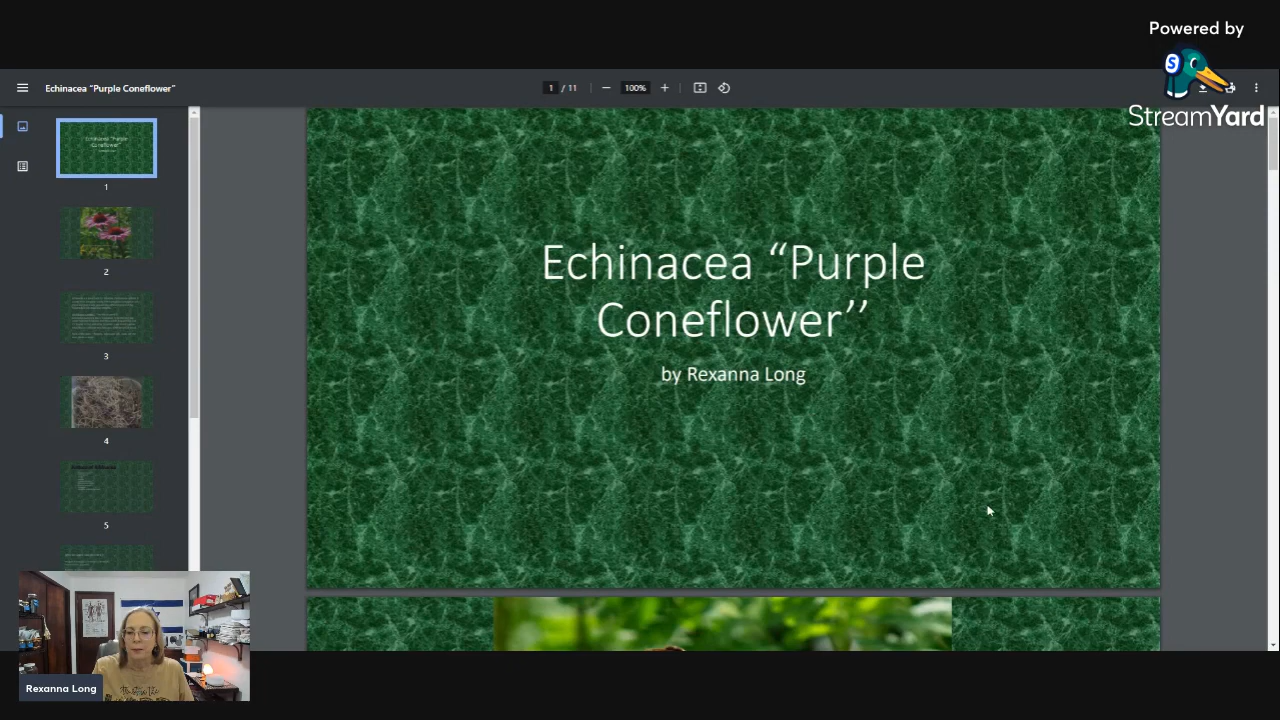 Powered by
StreamYard
Echinacea “Purple Coneflower”
1 / 11
100%
1
2
3
4
5
Echinacea “Purple
Coneflower’’
by Rexanna Long
Rexanna Long